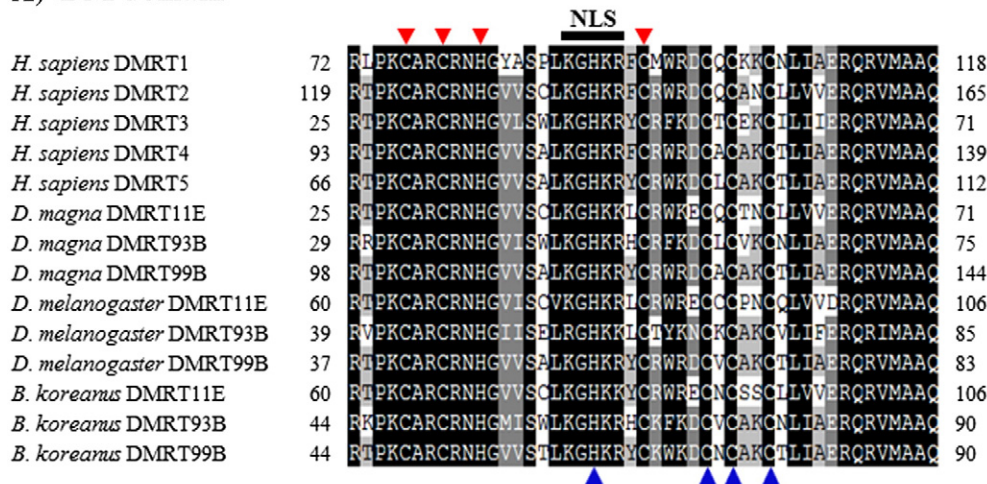 NLS
H. sapiens DMRT1 72 RLPKCARCRNHGYASPLKGHKRFCMWRDCQCKKCNLIAERQRVMAAQ 118
H. sapiens DMRT2 119 RTPKCARCRNHGVVSCLKGHKRFCRWRDCQCANCLLVVERQRVMAAQ 165
H. sapiens DMRT3 25 RTPKCARCRNHGVLSWLKGHKRYCRFKDCTCEKCILIIERQRVMAAQ 71
H. sapiens DMRT4 93 RTPKCARCRNHGVVSALKGHKRFCRWRDCACAKCTLIAERQRVMAAQ 139
H. sapiens DMRT5 66 RTPKCARCRNHGVVSALKGHKRYCRWKDCLCAKCTLIAERQRVMAAQ 112
D. magna DMRT11E 25 RTPKCARCRNHGVVSCLKGHKKLCRWKECQCTNCLLVVERQRVMAAQ 71
D. magna DMRT93B 29 RRPKCARCRNHGVISWLKGHKRHCRFKDCLCVKCNLIAERQRVMAAQ 75
D. magna DMRT99B 98 RTPKCARCRNHGVVSALKGHKRYCRWRDCACAKCTLIAERQRVMAAQ 144
D. melanogaster DMRT11E 60 RTPKCARCRNHGVISCVKGHKRLCRWRECCCPNCQLVVDRQRVMAAQ 106
D. melanogaster DMRT93B 39 RVPKCARCRNHGIISELRGHKKLCTYKNCKCAKCVLIFERQRIMAAQ 85
D. melanogaster DMRT99B 37 RTPKCARCRNHGVVSALKGHKRYCRWRDCVCAKCTLIAERQRVMAAQ 83
B. koreanus DMRT11E 60 RTPKCARCRNHGVVSCLKGHKRYCRWRECNCSSCLLVVERQRVMAAQ 106
B. koreanus DMRT93B 44 RKPKCARCRNHGMISWLKGHKRHCKFKDCVCAKCNLIAERQRVMAAQ 90
B. koreanus DMRT99B 44 RTPKCARCRNHGVVSTLKGHKRYCKWKDCNCAKCTLIAERQRVMAAQ 90